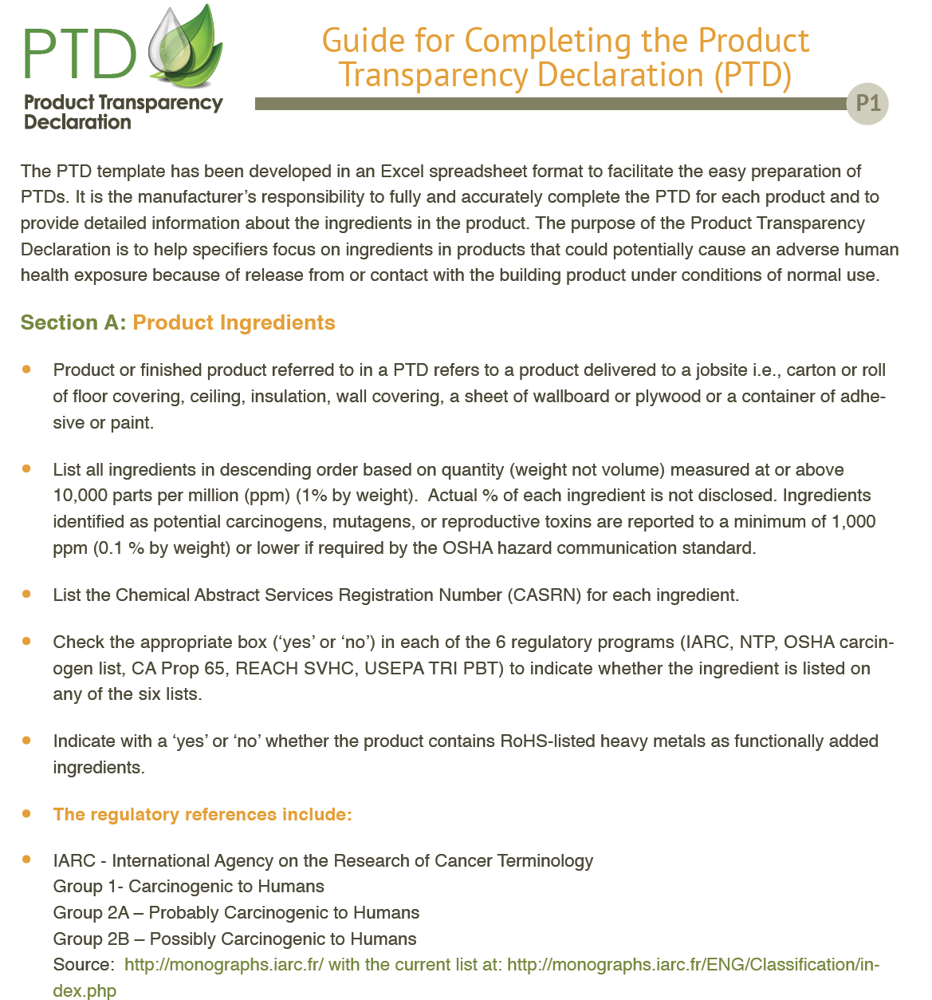 PTD
Product Transparency
Declaration
Guide for Completing the Product
Transparency Declaration (PTD)
P1
The PTD template has been developed in an Excel spreadsheet format to facilitate the easy preparation of
PTDs. It is the manufacturer’s responsibility to fully and accurately complete the PTD for each product and to
provide detailed information about the ingredients in the product. The purpose of the Product Transparency
Declaration is to help specifiers focus on ingredients in products that could potentially cause an adverse human
health exposure because of release from or contact with the building product under conditions of normal use.
Section A: Product Ingredients
• Product or finished product referred to in a PTD refers to a product delivered to a jobsite i.e., carton or roll
of floor covering, ceiling, insulation, wall covering, a sheet of wallboard or plywood or a container of adhe-
sive or paint.
• List all ingredients in descending order based on quantity (weight not volume) measured at or above
10,000 parts per million (ppm) (1% by weight).  Actual % of each ingredient is not disclosed. Ingredients
identified as potential carcinogens, mutagens, or reproductive toxins are reported to a minimum of 1,000
ppm (0.1 % by weight) or lower if required by the OSHA hazard communication standard.
• List the Chemical Abstract Services Registration Number (CASRN) for each ingredient.
• Check the appropriate box (‘yes’ or ‘no’) in each of the 6 regulatory programs (IARC, NTP, OSHA carcin-
ogen list, CA Prop 65, REACH SVHC, USEPA TRI PBT) to indicate whether the ingredient is listed on
any of the six lists.
• Indicate with a ‘yes’ or ‘no’ whether the product contains RoHS-listed heavy metals as functionally added
ingredients.
• The regulatory references include:
• IARC - International Agency on the Research of Cancer Terminology
Group 1- Carcinogenic to Humans
Group 2A – Probably Carcinogenic to Humans
Group 2B – Possibly Carcinogenic to Humans
Source:  http://monographs.iarc.fr/ with the current list at: http://monographs.iarc.fr/ENG/Classification/in-
dex.php